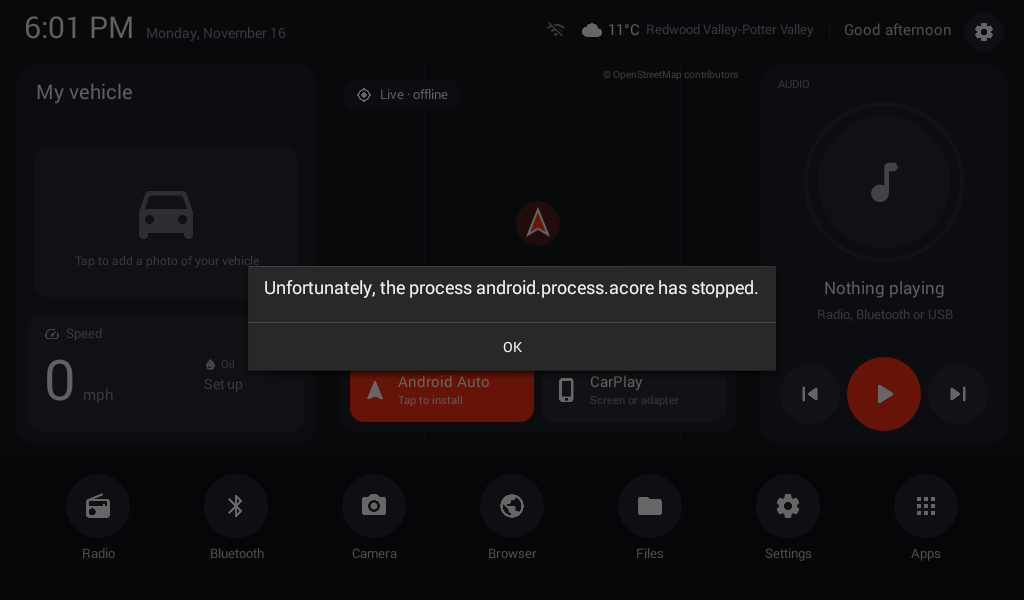 6:01 PM
Monday, November 16
11°C
Redwood Valley-Potter Valley
Good afternoon
My vehicle
Tap to add a photo of your vehicle
Speed
0 mph
Oil
Set up
© OpenStreetMap contributors
Live · offline
Unfortunately, the process android.process.acore has stopped.
OK
Android Auto
Tap to install
CarPlay
Screen or adapter
AUDIO
Nothing playing
Radio, Bluetooth or USB
Radio
Bluetooth
Camera
Browser
Files
Settings
Apps